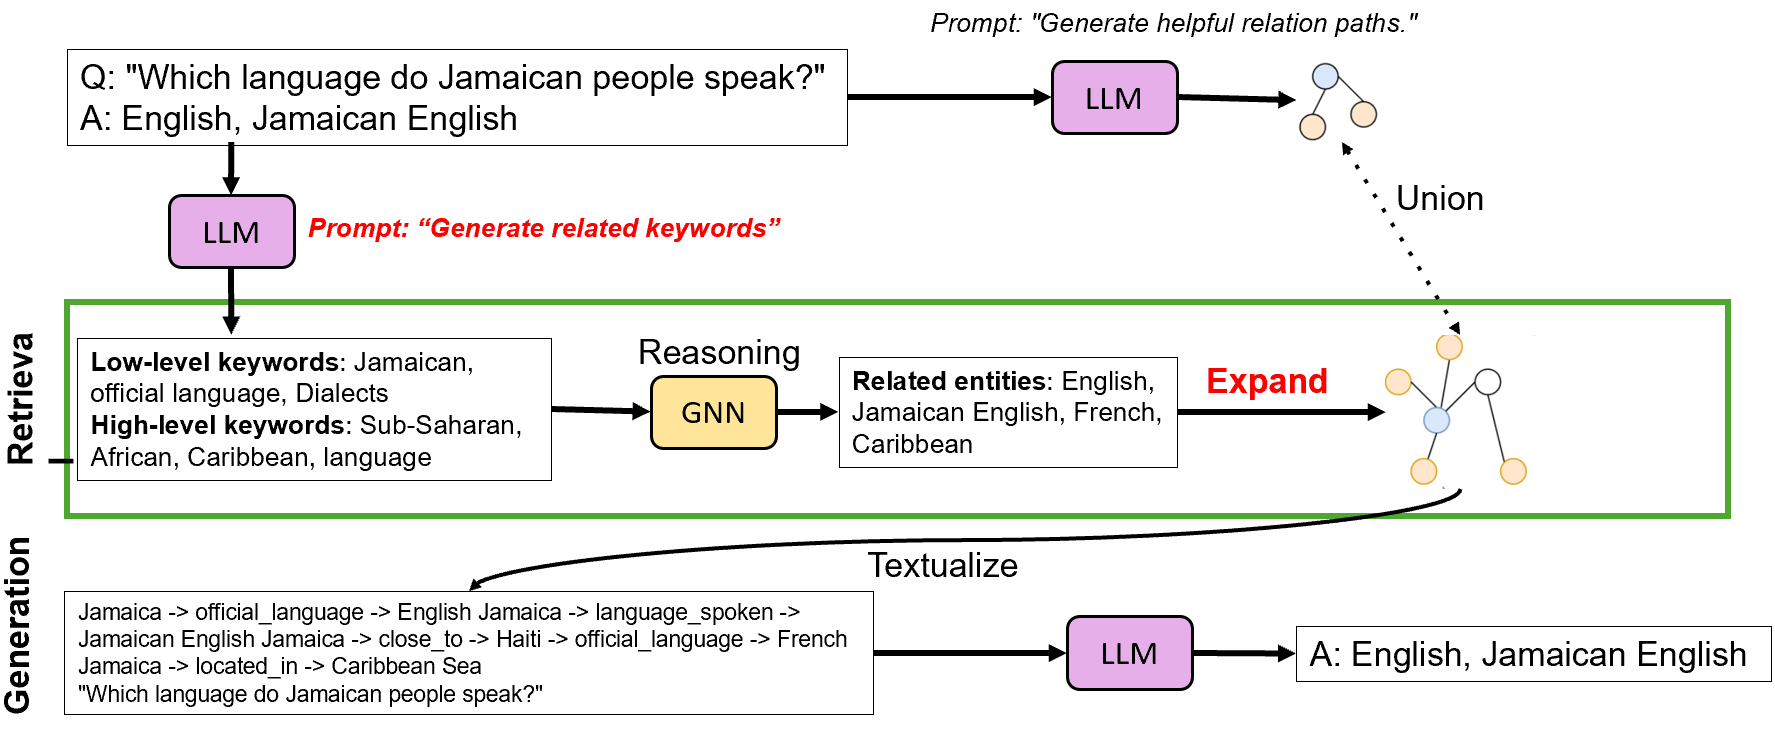 Prompt: "Generate helpful relation paths."
Q: "Which language do Jamaican people speak?"
A: English, Jamaican English
LLM
Union
LLM
Prompt: “Generate related keywords”
Retrieva
Low-level keywords: Jamaican,
official language, Dialects
High-level keywords: Sub-Saharan,
African, Caribbean, language
Reasoning
GNN
Related entities: English,
Jamaican English, French,
Caribbean
Expand
Textualize
Generation
Jamaica -> official_language -> English Jamaica -> language_spoken ->
Jamaican English Jamaica -> close_to -> Haiti -> official_language -> French
Jamaica -> located_in -> Caribbean Sea
"Which language do Jamaican people speak?"
LLM
A: English, Jamaican English